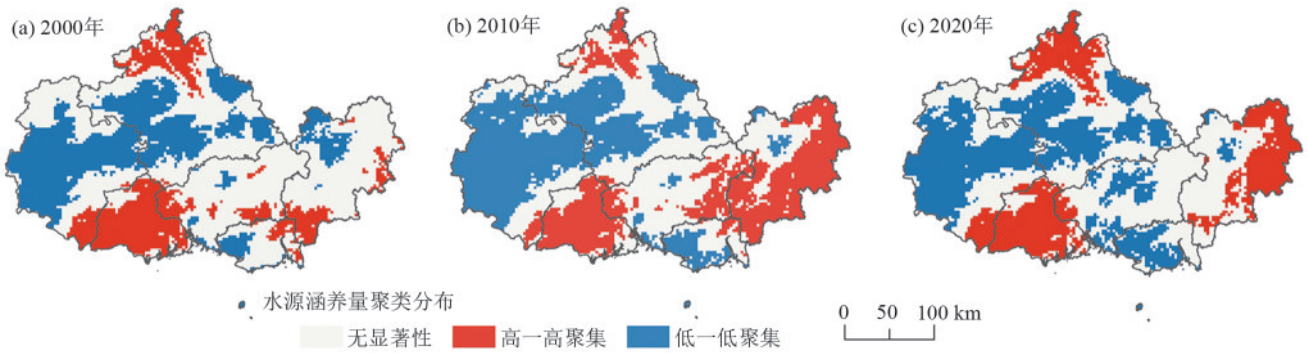 (a) 2000年
(b) 2010年
(c) 2020年
水源涵养量聚类分布
无显著性 高一高聚集 低一低聚集
0 50 100 km